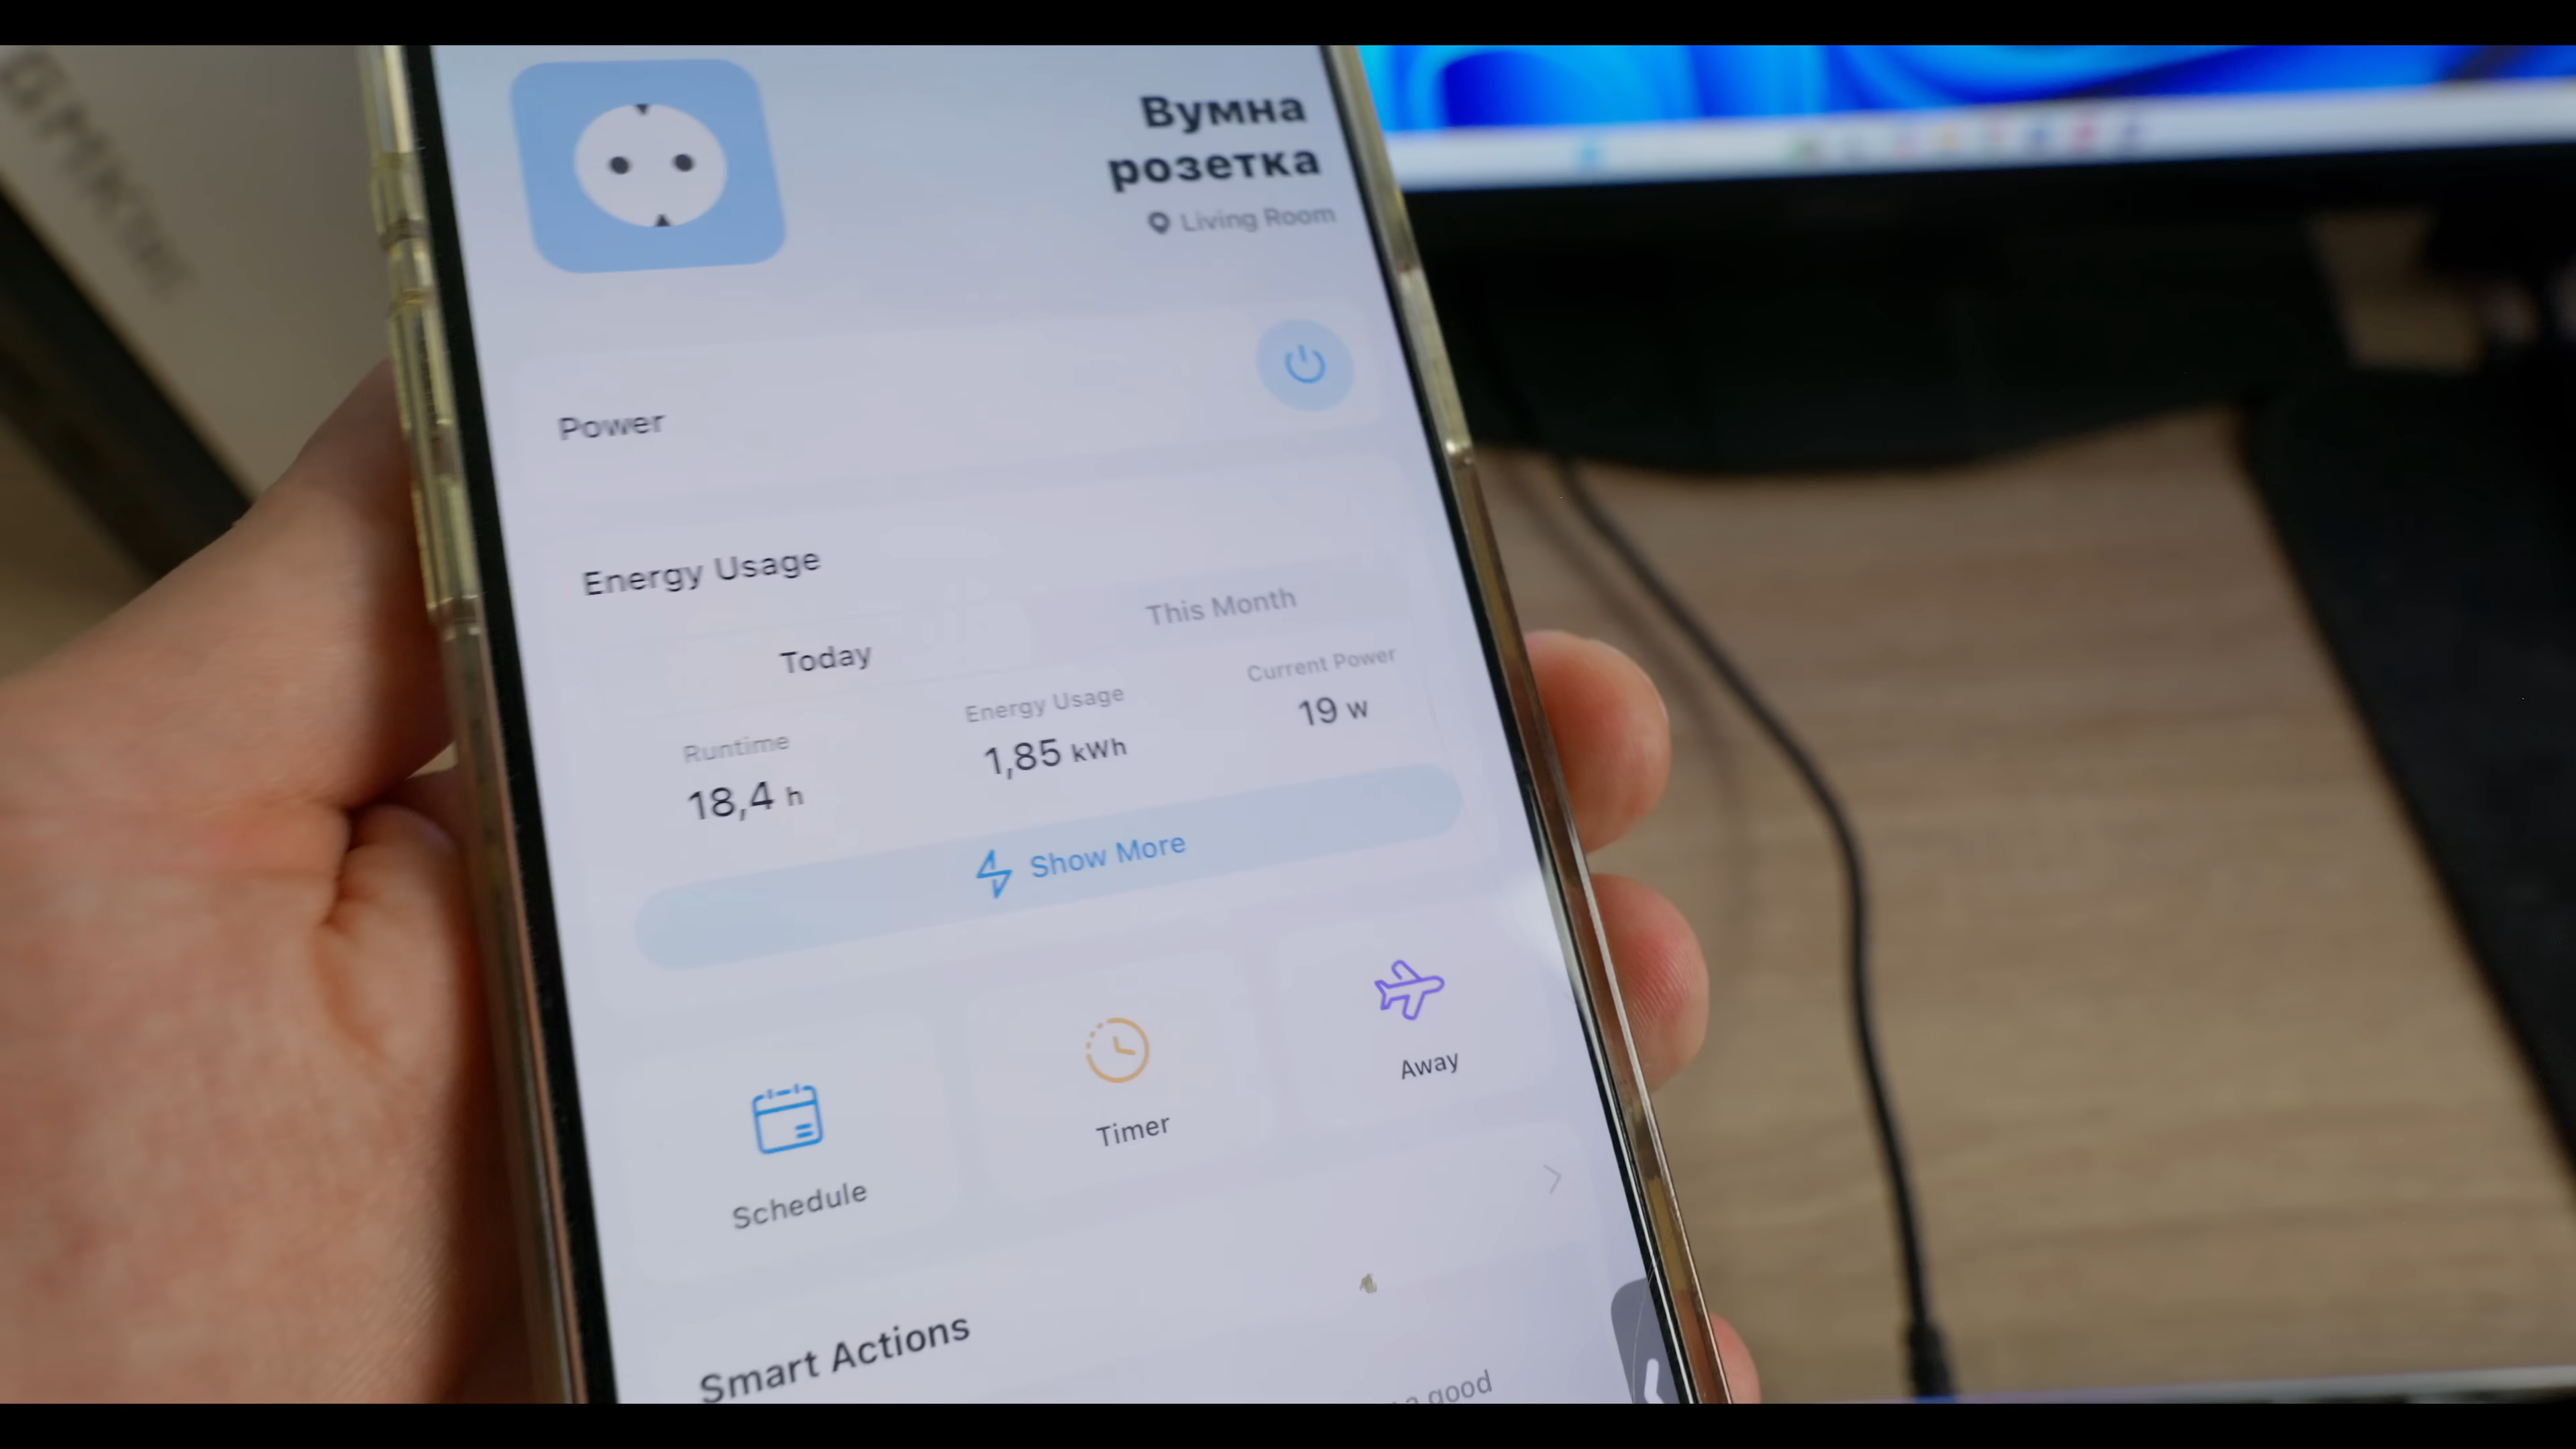 Вумна
розетка
Living Room
Power
Energy Usage
Today
This Month
Runtime
Energy Usage
Current Power
18,4 h
1,85 kWh
19 w
Show More
Schedule
Timer
Away
Smart Actions
a good